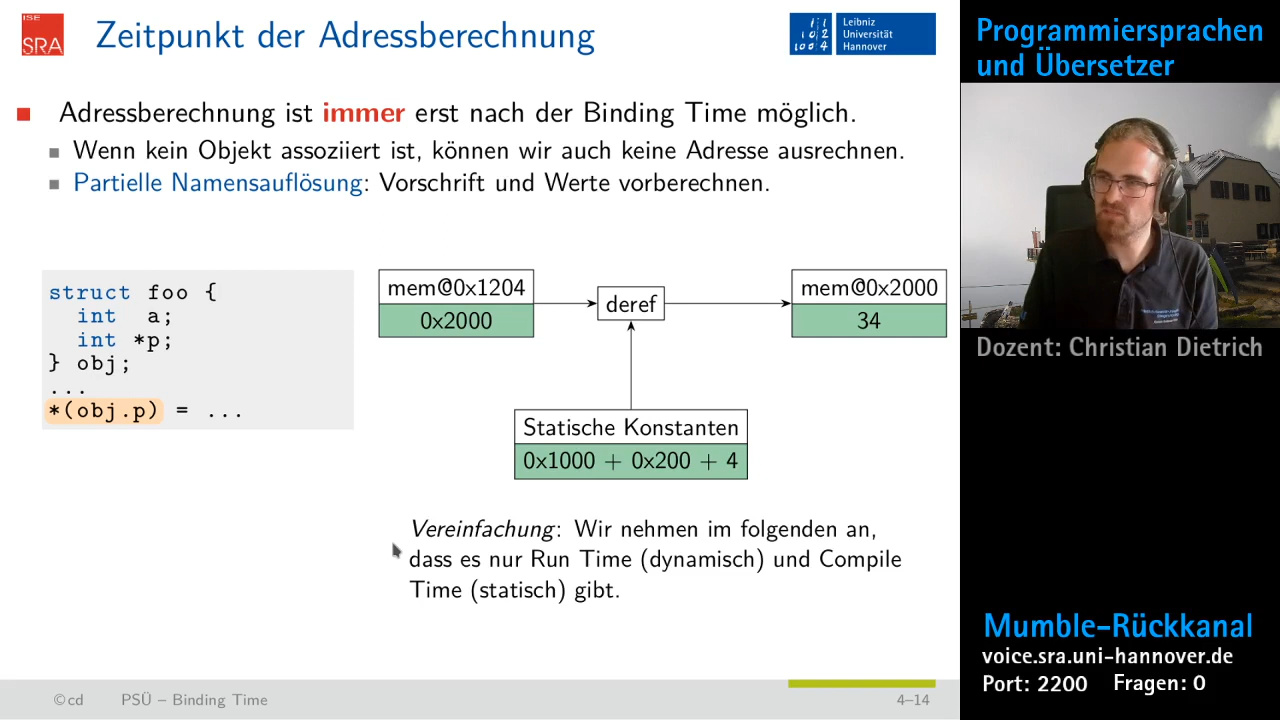 ISE
SRA
Zeitpunkt der Adressberechnung
Leibniz
Universität
Hannover
Adressberechnung ist immer erst nach der Binding Time möglich.
Wenn kein Objekt assoziiert ist, können wir auch keine Adresse ausrechnen.
Partielle Namensauflösung: Vorschrift und Werte vorberechnen.
struct foo {
int a;
int *p;
} obj;
...
*(obj.p) = ...
mem@0x1204
0x2000
deref
mem@0x2000
34
Statische Konstanten
0x1000 + 0x200 + 4
Vereinfachung: Wir nehmen im folgenden an,
dass es nur Run Time (dynamisch) und Compile
Time (statisch) gibt.
©cd PSÜ – Binding Time 4–14
Programmiersprachen
und Übersetzer
Dozent: Christian Dietrich
Mumble-Rückkanal
voice.sra.uni-hannover.de
Port: 2200 Fragen: 0